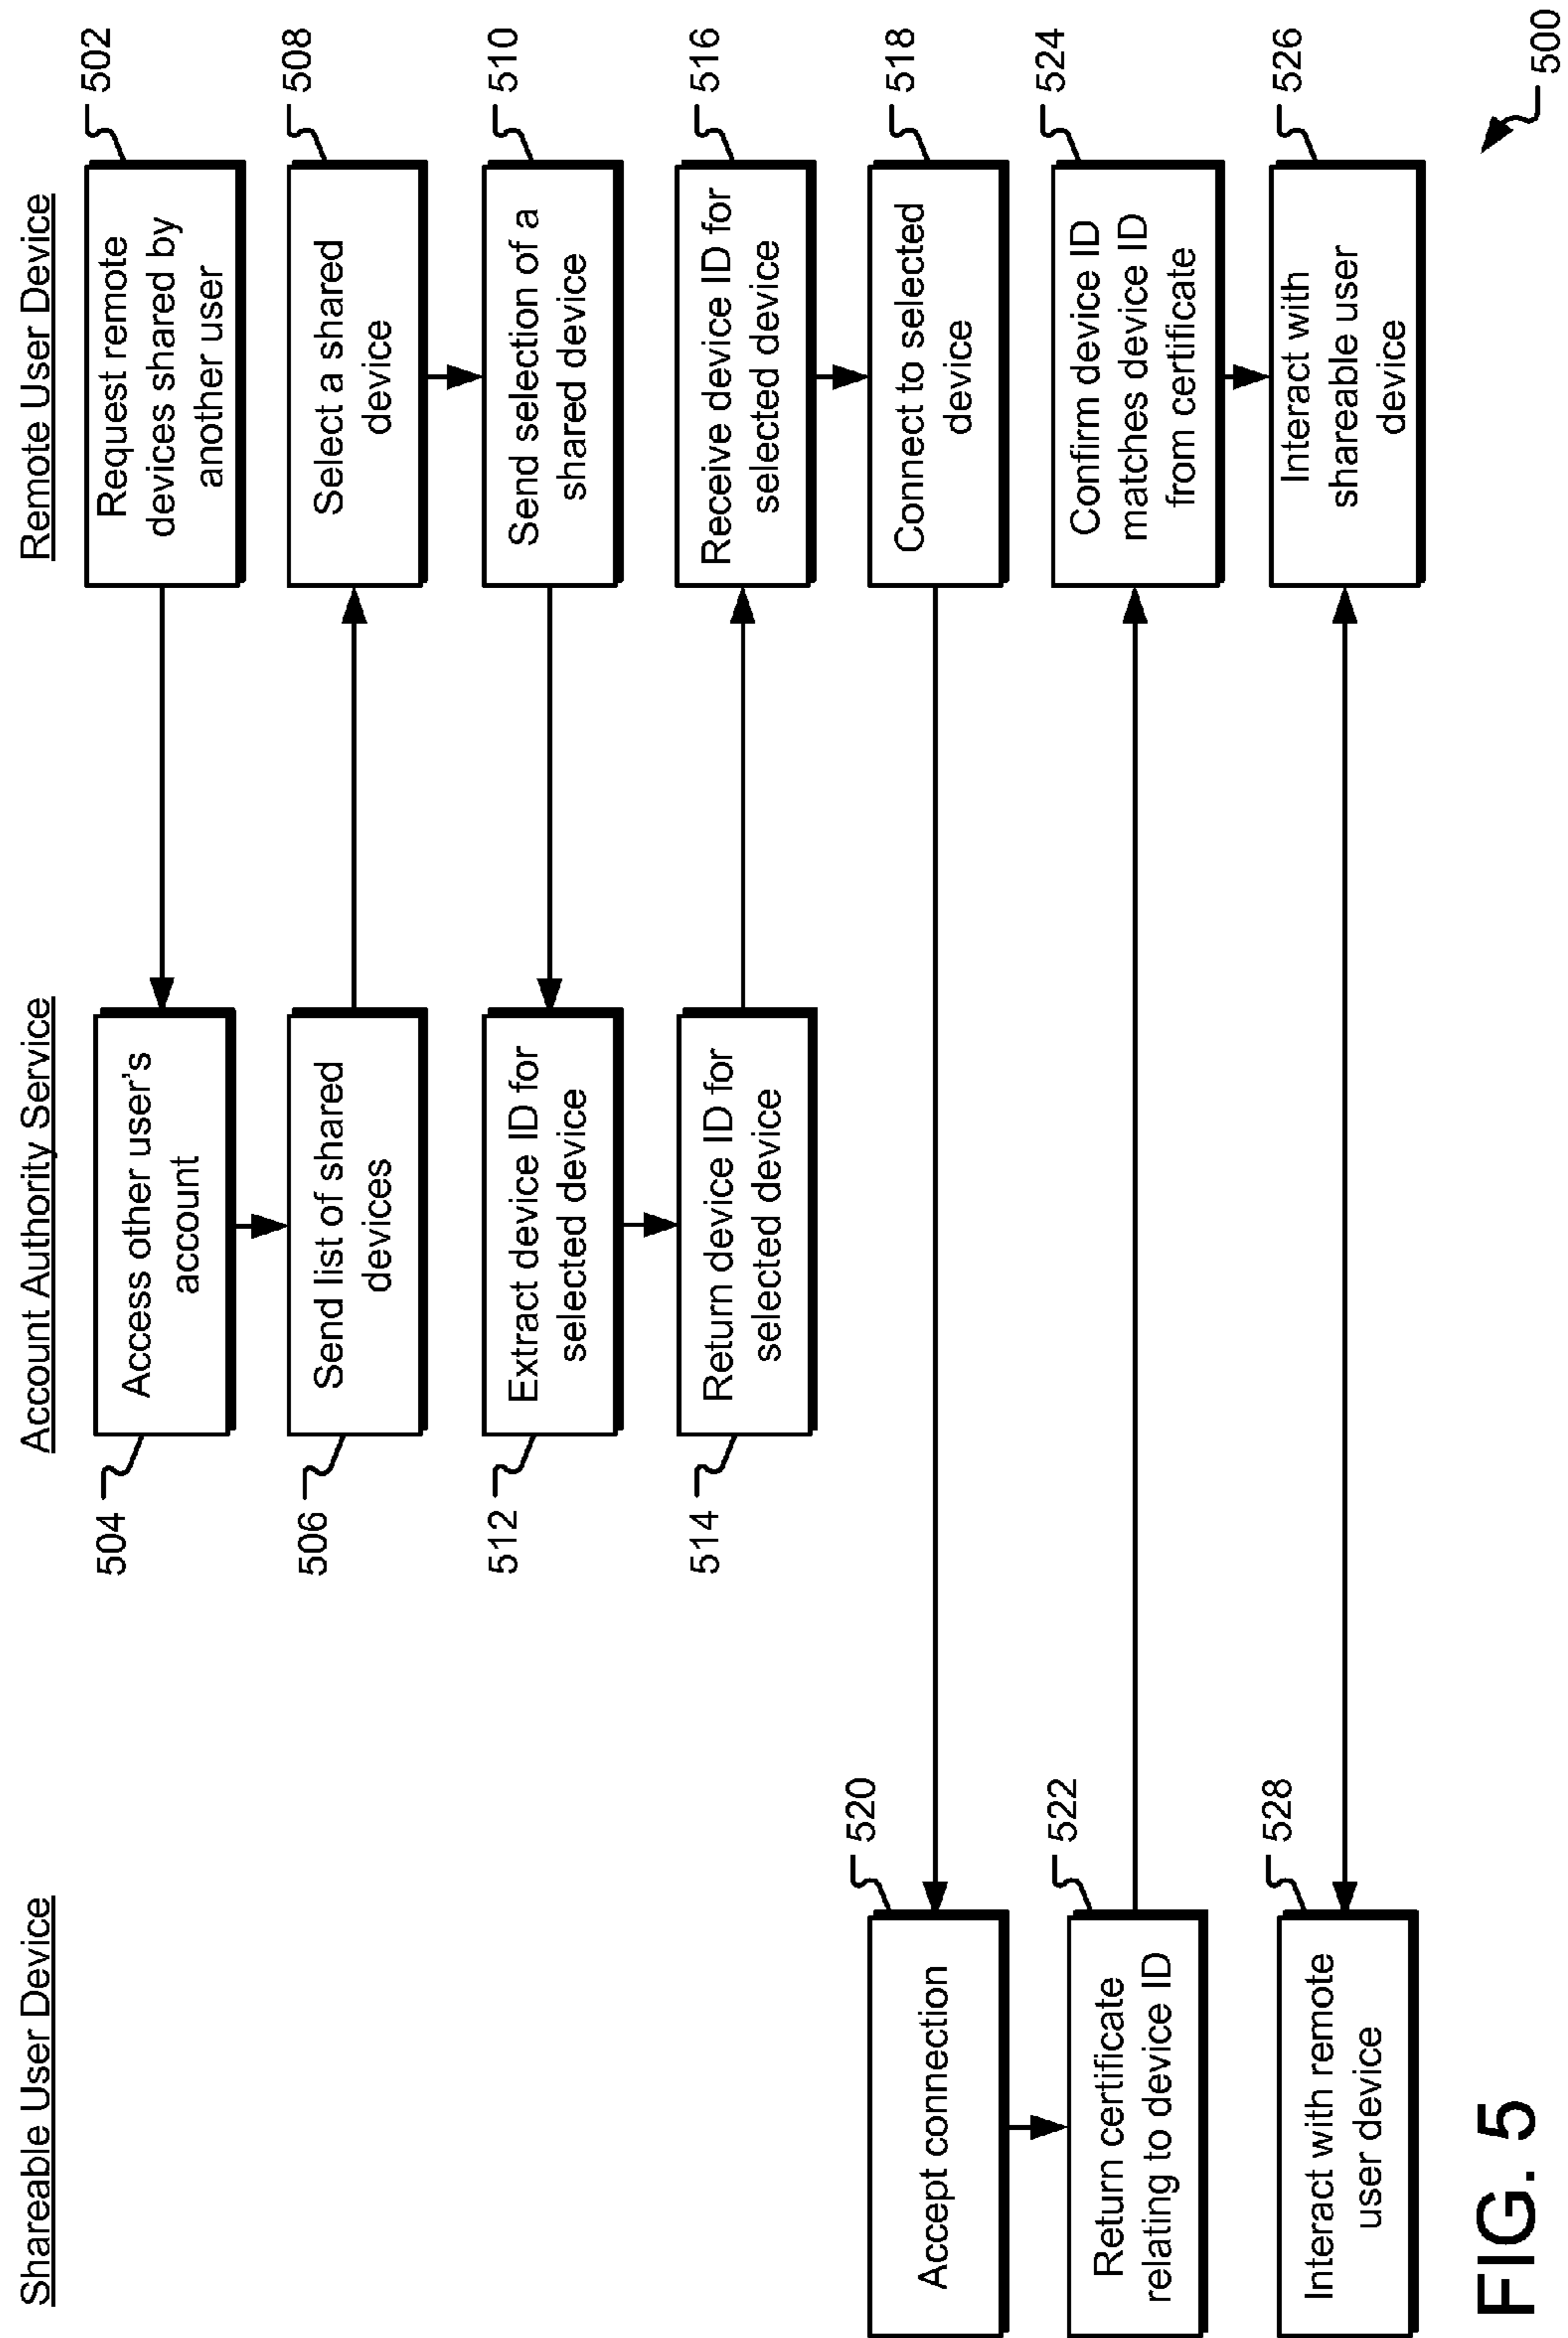 Shareable User Device
Account Authority Service
Remote User Device
Request remote
devices shared by
another user
502
Access other user's
account
504
Send list of shared
devices
506
Select a shared
device
508
Send selection of a
shared device
510
Extract device ID for
selected device
512
Return device ID for
selected device
514
Receive device ID for
selected device
516
Connect to selected
device
518
Accept connection
520
Return certificate
relating to device ID
522
Confirm device ID
matches device ID
from certificate
524
Interact with
shareable user
device
526
Interact with remote
user device
528
500
FIG. 5